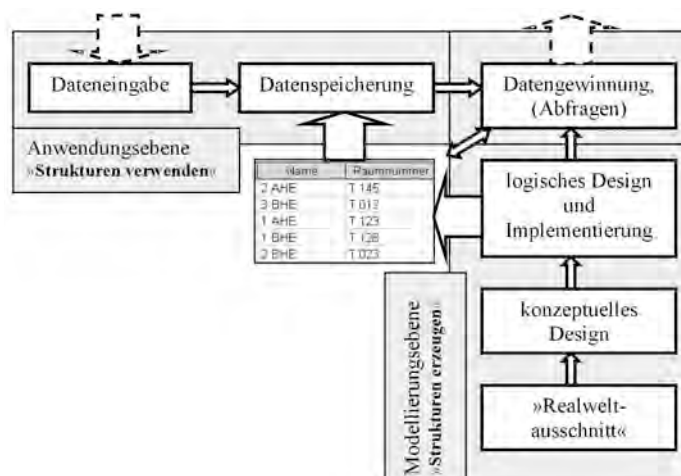 Dateneingabe
Datenspeicherung
Datengewinnung,
(Abfragen)
Anwendungsebene
»Strukturen verwenden«
Name Raumnummer
2 AHE T 145
3 BHE T 012
1 AHE T 123
1 BHE T 128
2 BHE T 023
logisches Design
und
Implementierung
Modellierungsebene
»Strukturen erzeugen«
konzeptuelles
Design
»Realwelt-
ausschnitt«